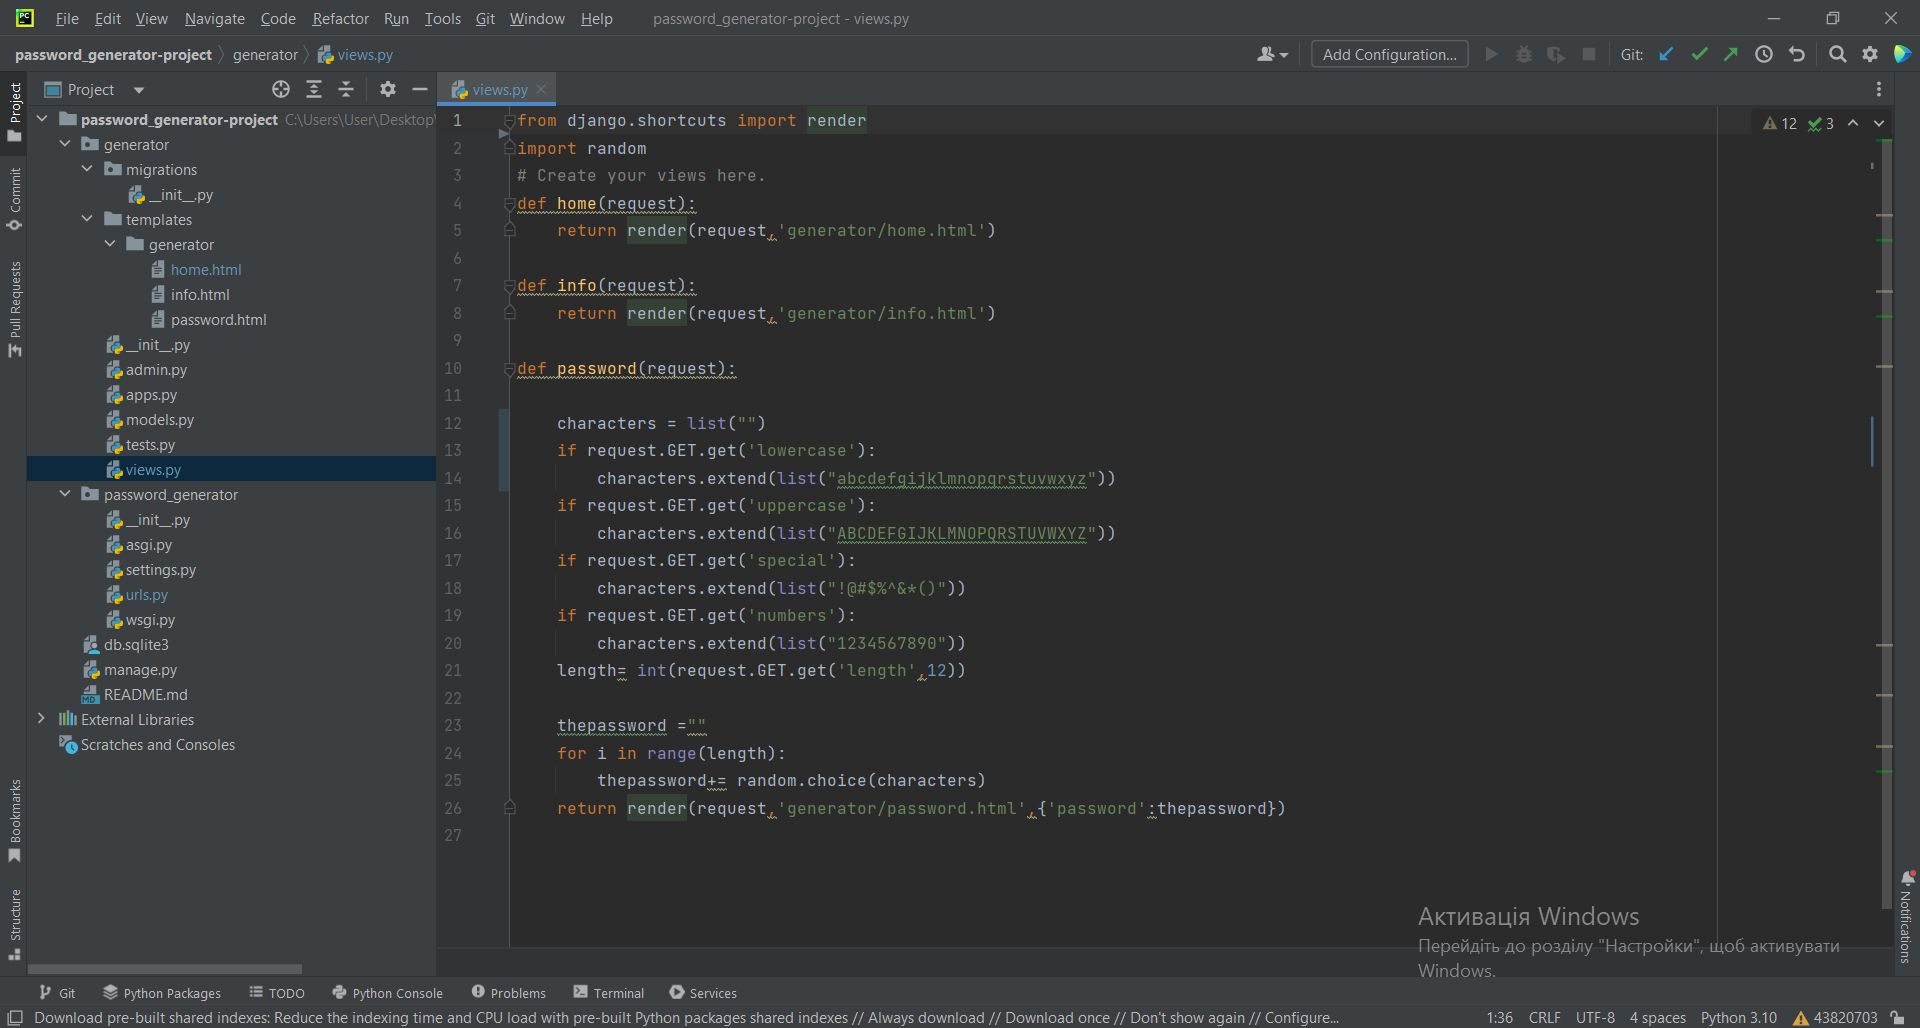 File Edit View Navigate Code Refactor Run Tools Git Window Help password_generator-project - views.py
password_generator-project generator views.py Add Configuration... Git:
Project
views.py
Project
Commit
Pull Requests
Bookmarks
Structure
password_generator-project C:\Users\User\Desktop\
generator
migrations
__init__.py
templates
generator
home.html
info.html
password.html
__init__.py
admin.py
apps.py
models.py
tests.py
views.py
password_generator
__init__.py
asgi.py
settings.py
urls.py
wsgi.py
db.sqlite3
manage.py
README.md
External Libraries
Scratches and Consoles
12 3
1 from django.shortcuts import render
2 import random
3 # Create your views here.
4 def home(request):
5 return render(request,'generator/home.html')
6
7 def info(request):
8 return render(request,'generator/info.html')
9
10 def password(request):
11
12 characters = list("")
13 if request.GET.get('lowercase'):
14 characters.extend(list("abcdefgijklmnopqrstuvwxyz"))
15 if request.GET.get('uppercase'):
16 characters.extend(list("ABCDEFGIJKLMNOPQRSTUVWXYZ"))
17 if request.GET.get('special'):
18 characters.extend(list("!@#$%^&*()"))
19 if request.GET.get('numbers'):
20 characters.extend(list("1234567890"))
21 length= int(request.GET.get('length',12))
22
23 thepassword =""
24 for i in range(length):
25 thepassword+= random.choice(characters)
26 return render(request,'generator/password.html',{'password':thepassword})
27
Notifications
Активація Windows
Перейдіть до розділу "Настройки", щоб активувати
Windows.
Git Python Packages TODO Python Console Problems Terminal Services
Download pre-built shared indexes: Reduce the indexing time and CPU load with pre-built Python packages shared indexes // Always download // Download once // Don't show again // Configure... 1:36 CRLF UTF-8 4 spaces Python 3.10 43820703